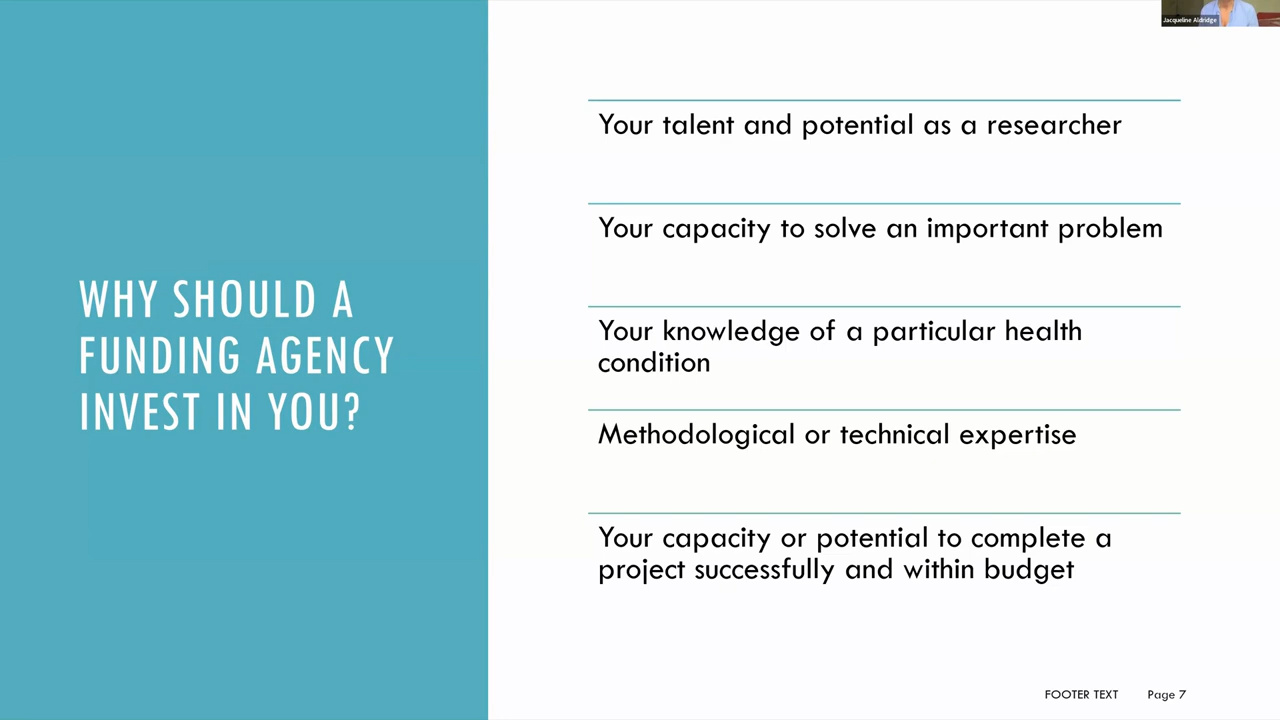 Jacqueline Aldridge
WHY SHOULD A
FUNDING AGENCY
INVEST IN YOU?
Your talent and potential as a researcher
Your capacity to solve an important problem
Your knowledge of a particular health
condition
Methodological or technical expertise
Your capacity or potential to complete a
project successfully and within budget
FOOTER TEXT Page 7